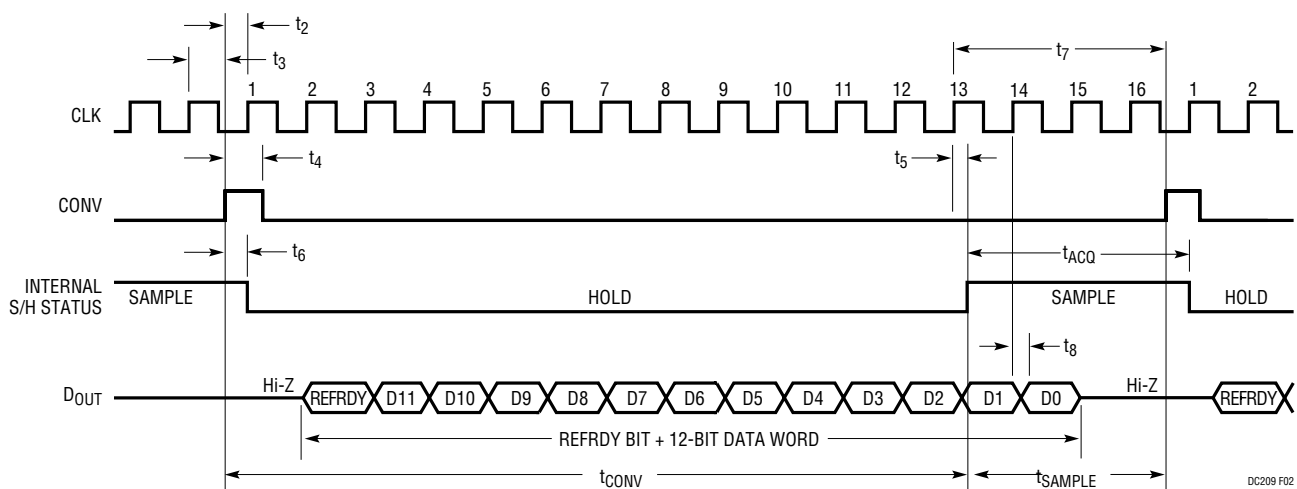 t2
t3
t7
1 2 3 4 5 6 7 8 9 10 11 12 13 14 15 16 1 2
CLK
t4
t5
CONV
t6
tACQ
INTERNAL
S/H STATUS
SAMPLE
HOLD
SAMPLE
HOLD
t8
DOUT
Hi-Z
REFRDY D11 D10 D9 D8 D7 D6 D5 D4 D3 D2 D1 D0
Hi-Z
REFRDY
REFRDY BIT + 12-BIT DATA WORD
tCONV
tSAMPLE
DC209 F02